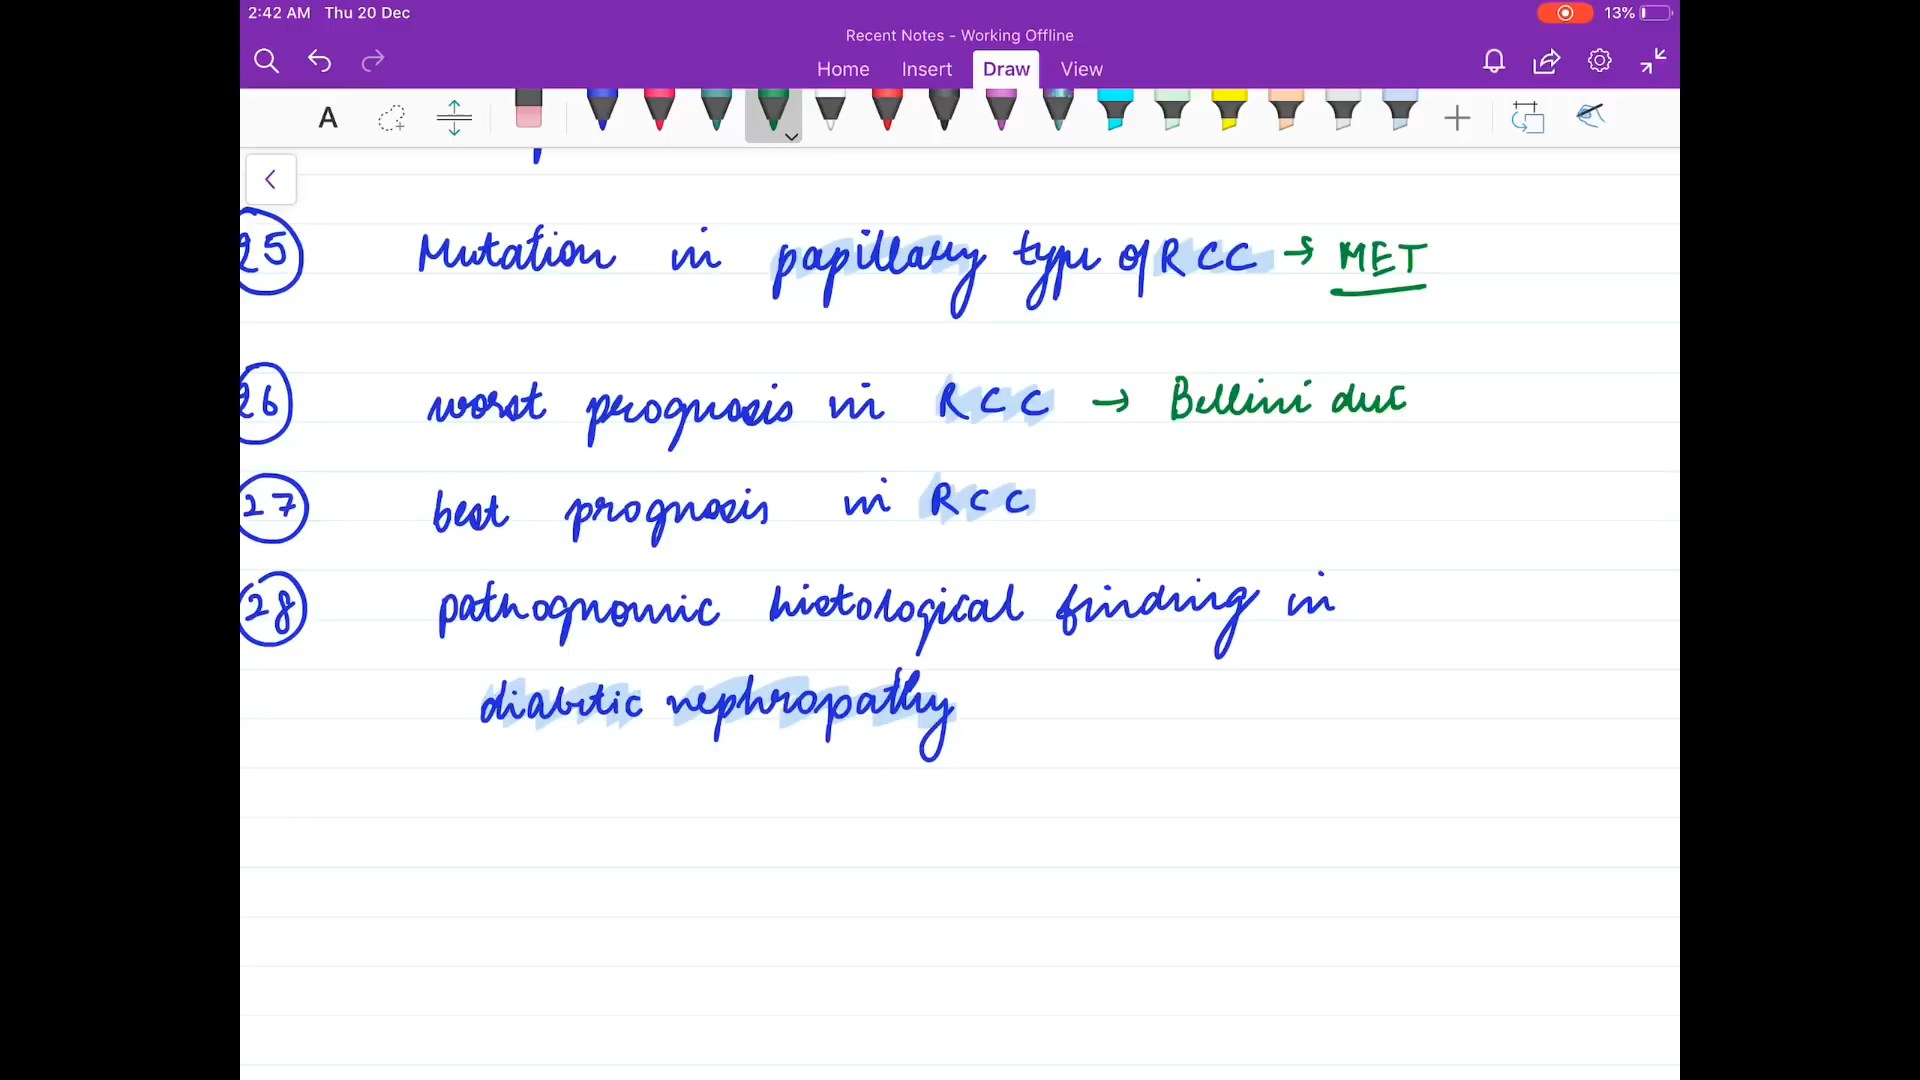 2:42 AM Thu 20 Dec
13%
Recent Notes - Working Offline
Home Insert Draw View
A
25 Mutation in papillary type of RCC → MET
26 worst prognosis in RCC → Bellini duc
27 best prognosis in RCC
28 pathognomic histological finding in
diabetic nephropathy